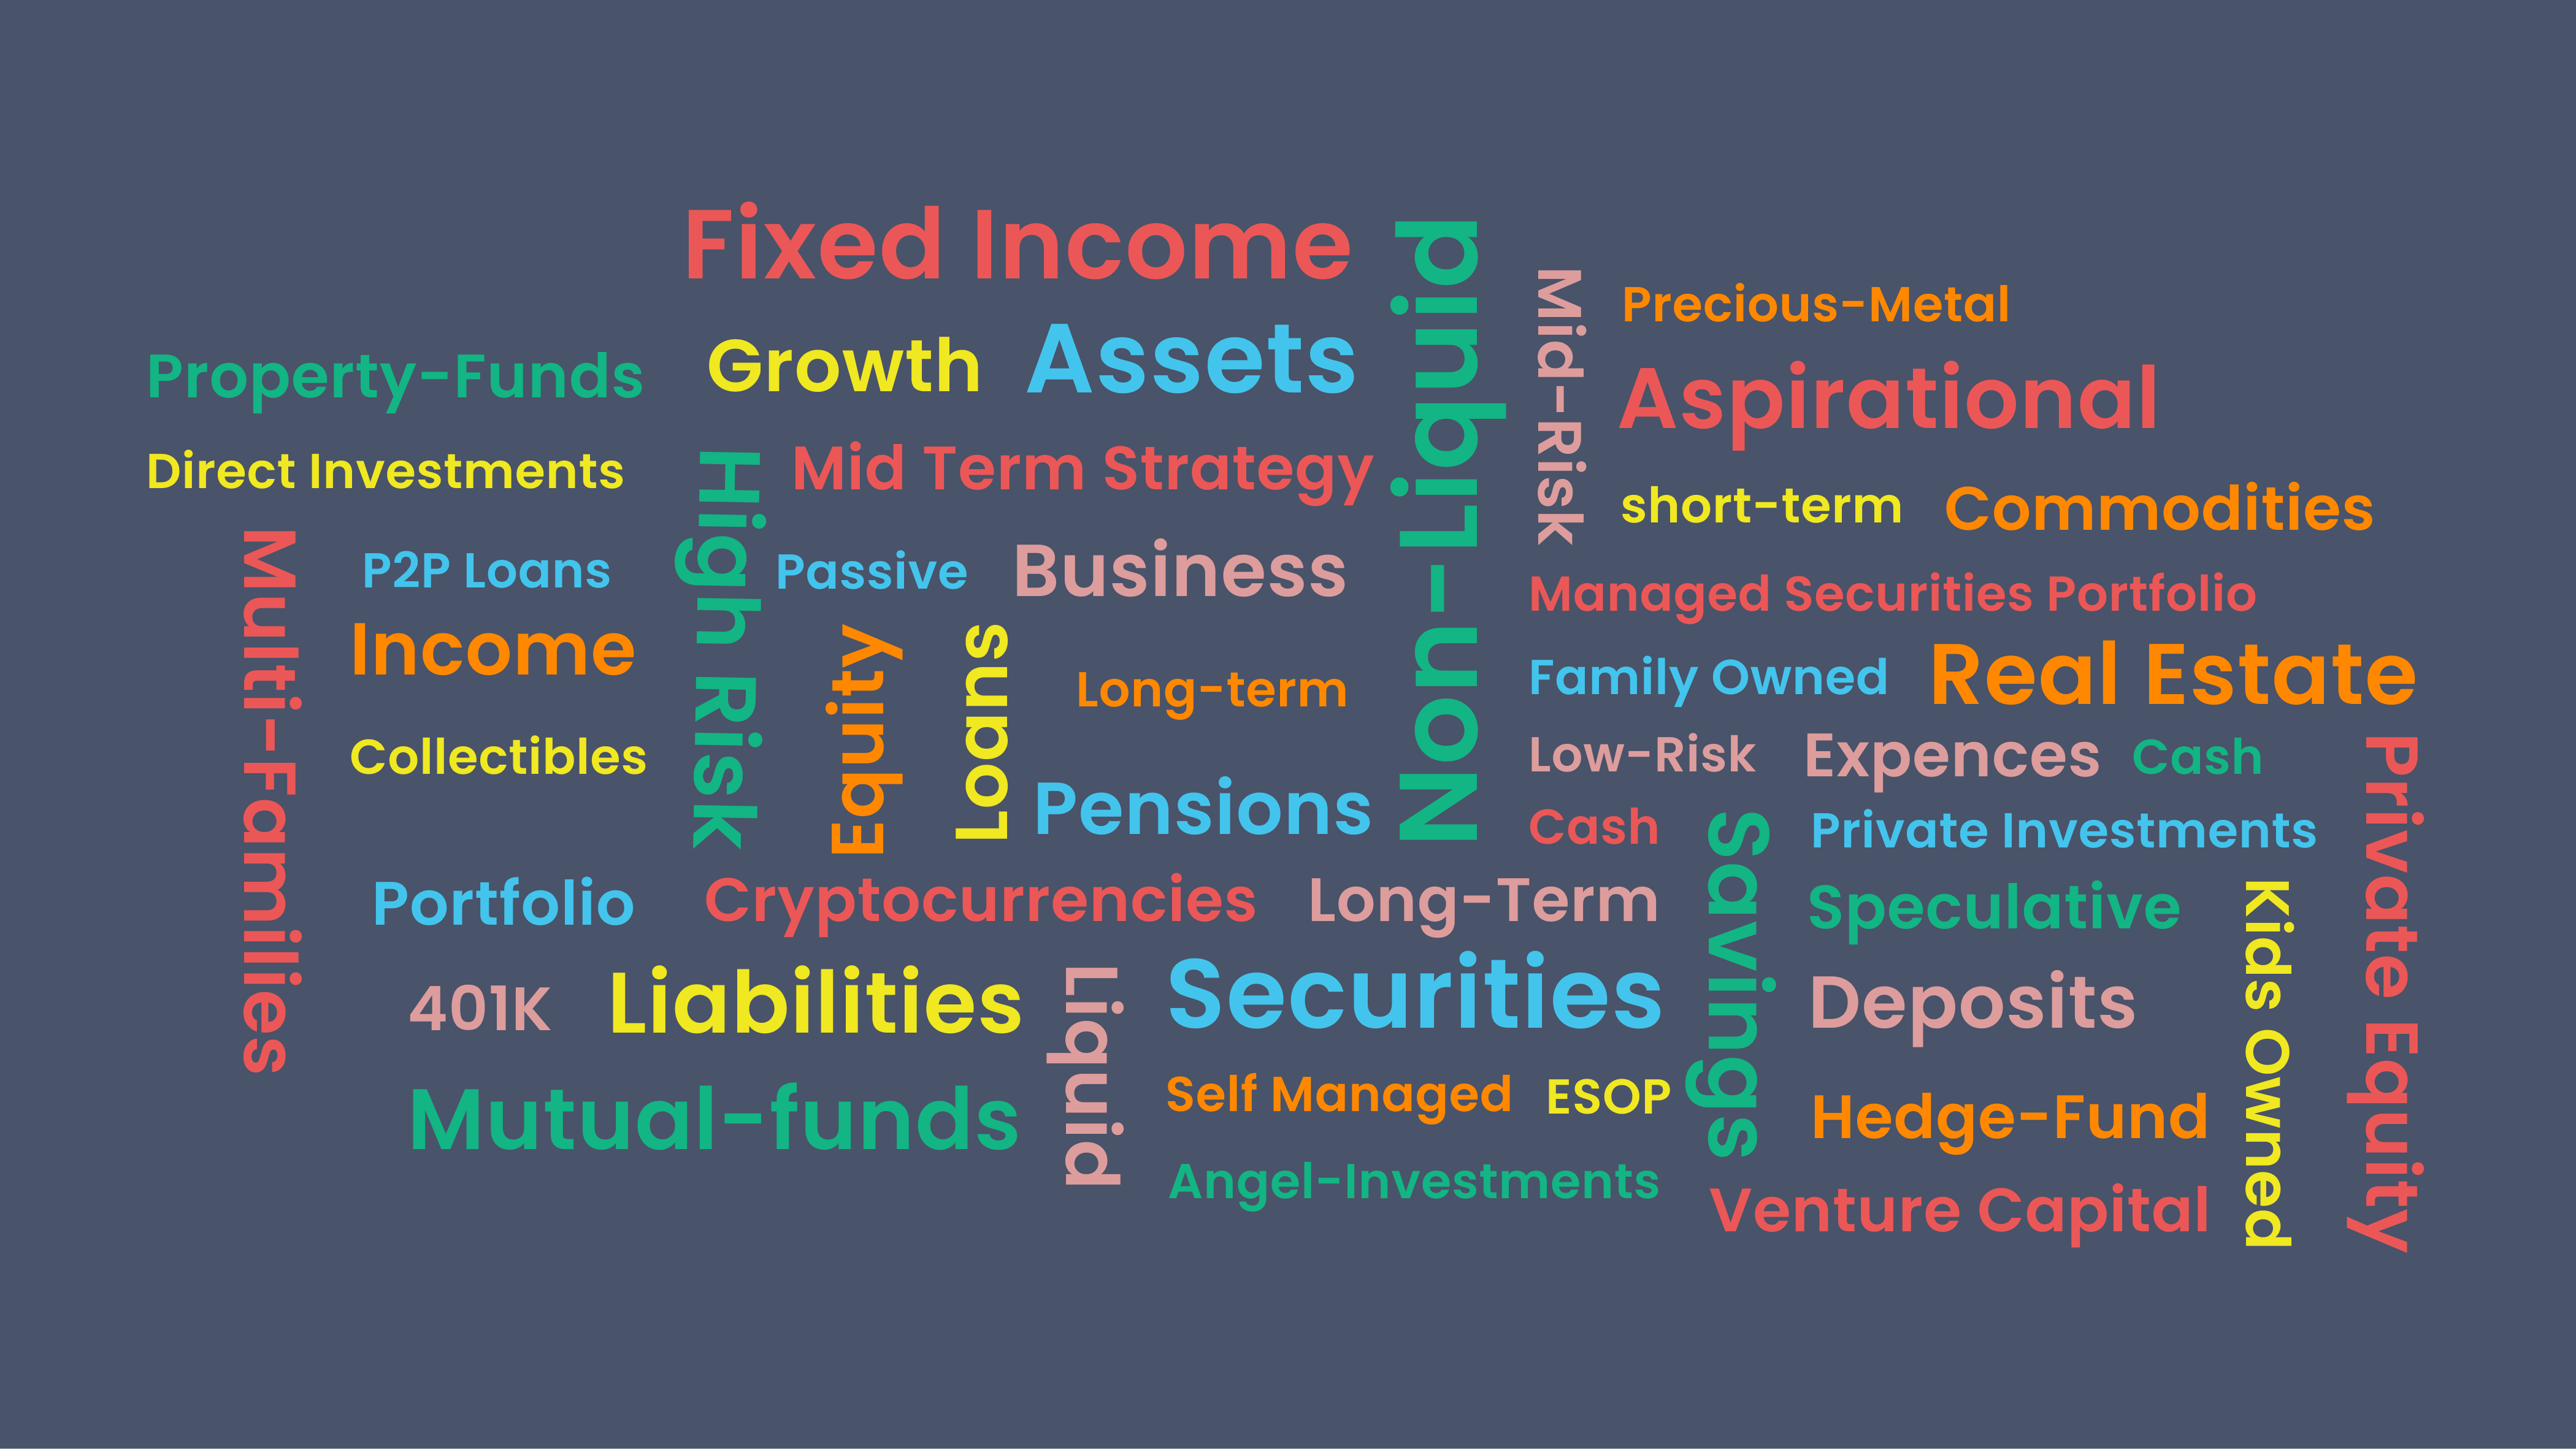 Fixed Income
Non-Liquid
Mid-Risk
Precious-Metal
Property-Funds
Growth
Assets
Aspirational
Direct Investments
High Risk
Mid Term Strategy
short-term
Commodities
Multi-Families
P2P Loans
Passive
Business
Managed Securities Portfolio
Income
Equity
Loans
Long-term
Family Owned
Real Estate
Collectibles
Pensions
Low-Risk
Expences
Cash
Private Equity
Cash
Savings
Private Investments
Portfolio
Cryptocurrencies
Long-Term
Speculative
Kids Owned
401K
Liabilities
Liquid
Securities
Deposits
Mutual-funds
Self Managed
ESOP
Hedge-Fund
Angel-Investments
Venture Capital